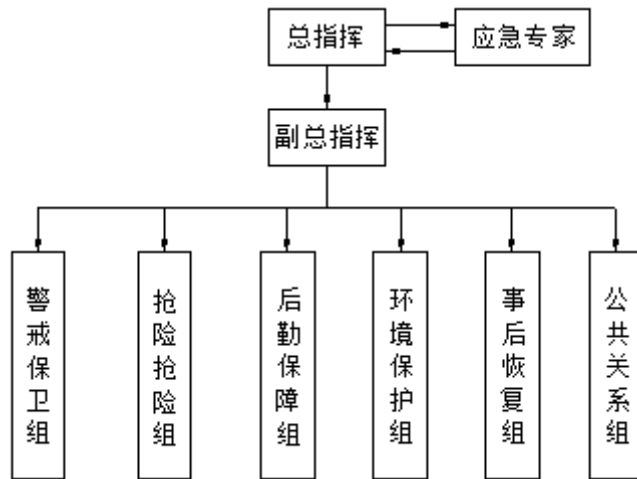 总指挥
应急专家
副总指挥
警戒保卫组
抢险抢险组
后勤保障组
环境保护组
事后恢复组
公共关系组